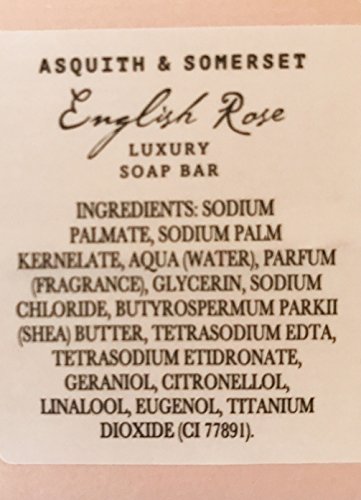 ASQUITH & SOMERSET
English Rose
LUXURY
SOAP BAR
INGREDIENTS: SODIUM
PALMATE, SODIUM PALM
KERNELATE, AQUA (WATER), PARFUM
(FRAGRANCE), GLYCERIN, SODIUM
CHLORIDE, BUTYROSPERMUM PARKII
(SHEA) BUTTER, TETRASODIUM EDTA,
TETRASODIUM ETIDRONATE,
GERANIOL, CITRONELLOL,
LINALOOL, EUGENOL, TITANIUM
DIOXIDE (CI 77891).